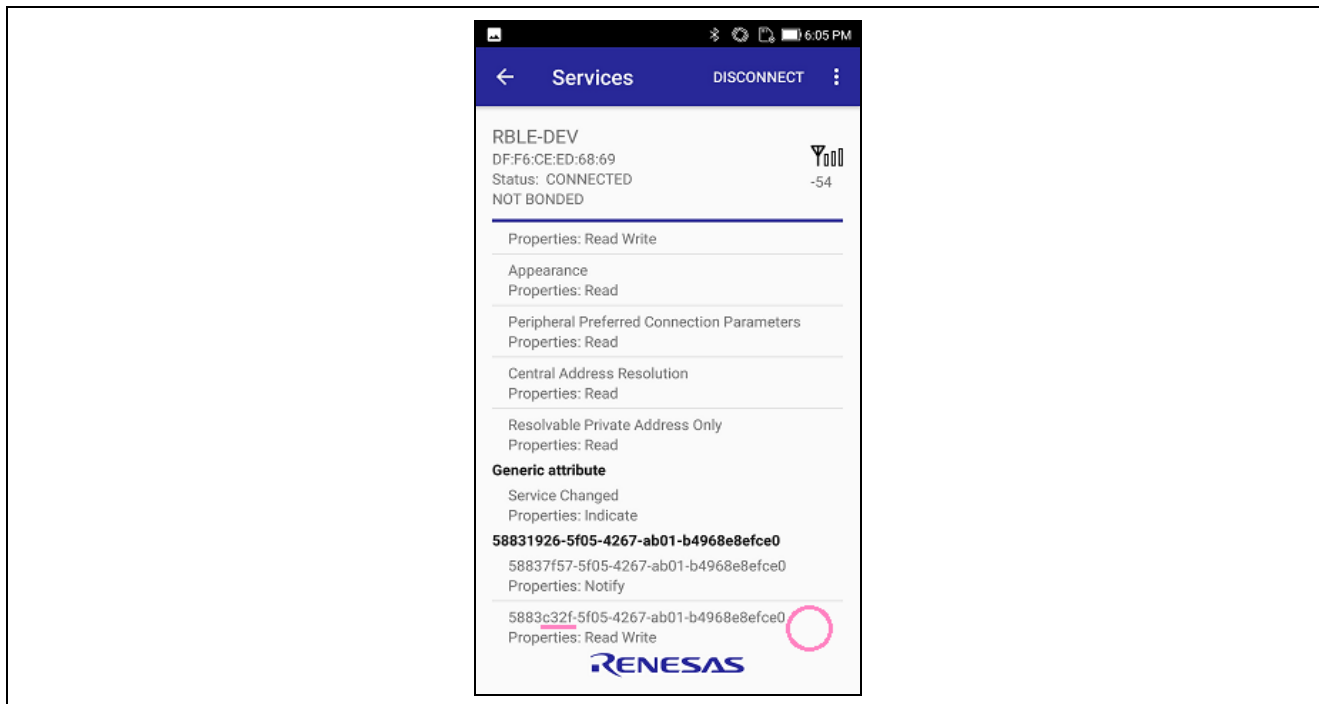 6:05 PM
Services DISCONNECT
RBLE-DEV
DF:F6:CE:ED:68:69
Status: CONNECTED -54
NOT BONDED
Properties: Read Write
Appearance
Properties: Read
Peripheral Preferred Connection Parameters
Properties: Read
Central Address Resolution
Properties: Read
Resolvable Private Address Only
Properties: Read
Generic attribute
Service Changed
Properties: Indicate
58831926-5f05-4267-ab01-b4968e8efce0
58837f57-5f05-4267-ab01-b4968e8efce0
Properties: Notify
5883c32f-5f05-4267-ab01-b4968e8efce0
Properties: Read Write
RENESAS